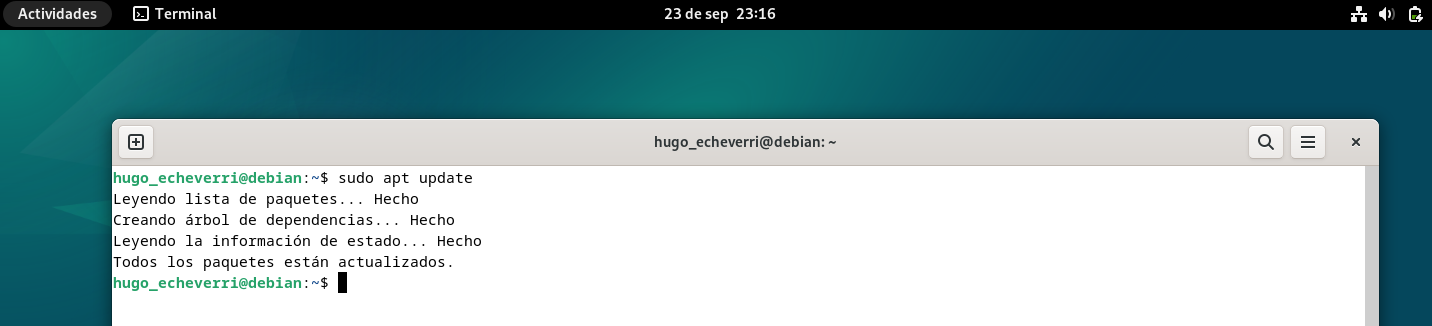 Actividades
Terminal
23 de sep 23:16
hugo_echeverri@debian: ~
hugo_echeverri@debian:~$ sudo apt update
Leyendo lista de paquetes... Hecho
Creando árbol de dependencias... Hecho
Leyendo la información de estado... Hecho
Todos los paquetes están actualizados.
hugo_echeverri@debian:~$